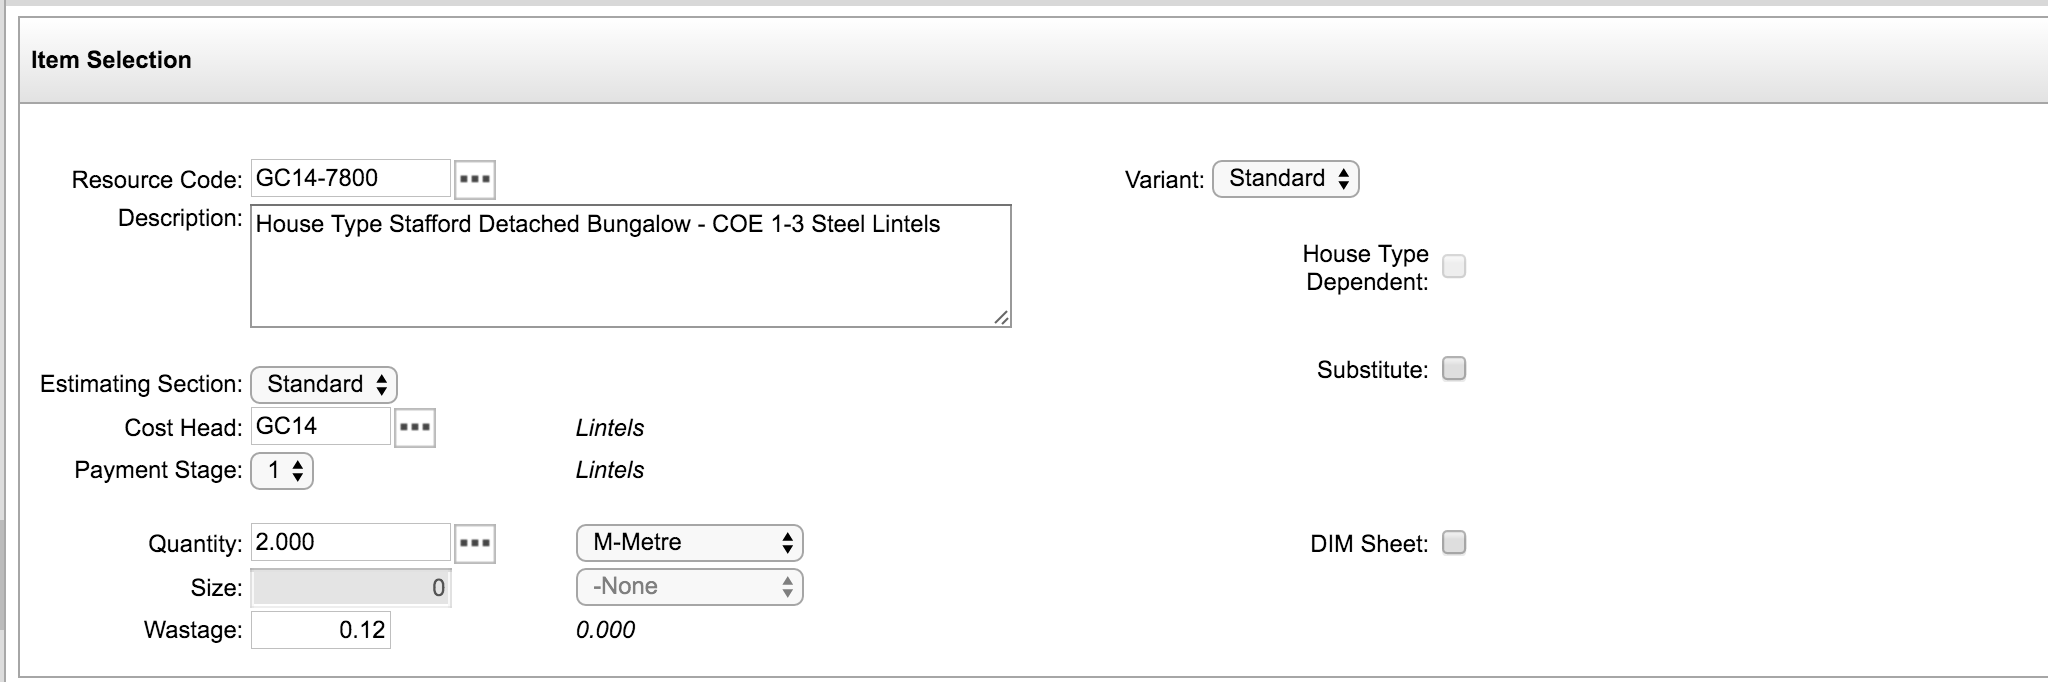 Item Selection
Resource Code: GC14-7800 Variant: Standard
Description: House Type Stafford Detached Bungalow - COE 1-3 Steel Lintels
House Type
Dependent:
Estimating Section: Standard Substitute:
Cost Head: GC14 Lintels
Payment Stage: 1 Lintels
Quantity: 2.000 M-Metre DIM Sheet:
Size: 0 -None
Wastage: 0.12 0.000